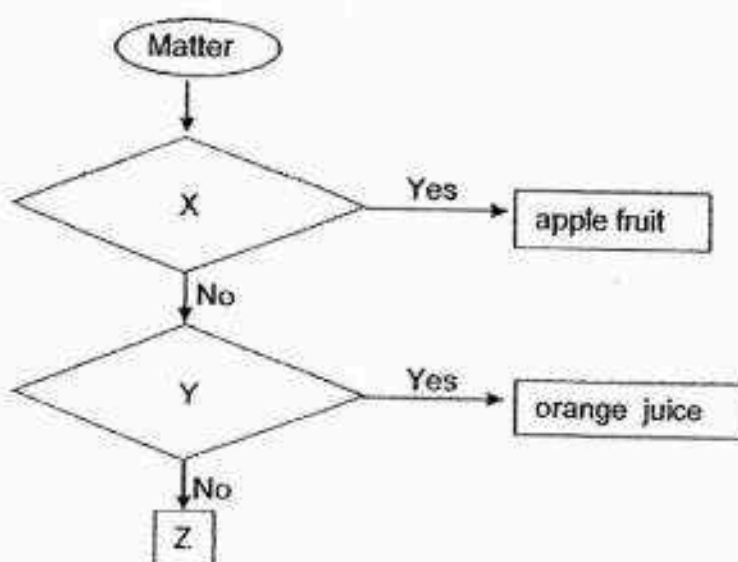 Matter
X
Yes
apple fruit
No
Y
Yes
orange juice
No
Z